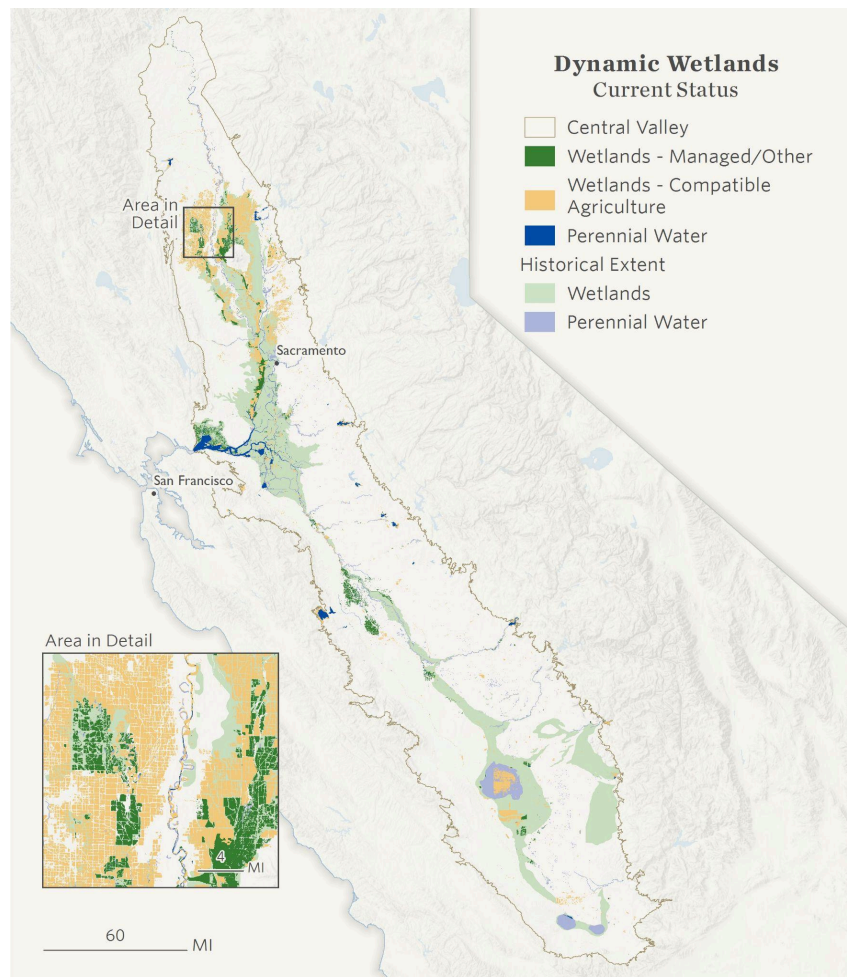 Dynamic Wetlands
Current Status
Central Valley
Wetlands - Managed/Other
Wetlands - Compatible
Agriculture
Perennial Water
Historical Extent
Wetlands
Perennial Water
Area in
Detail
Sacramento
San Francisco
Area in Detail
4
MI
60
MI